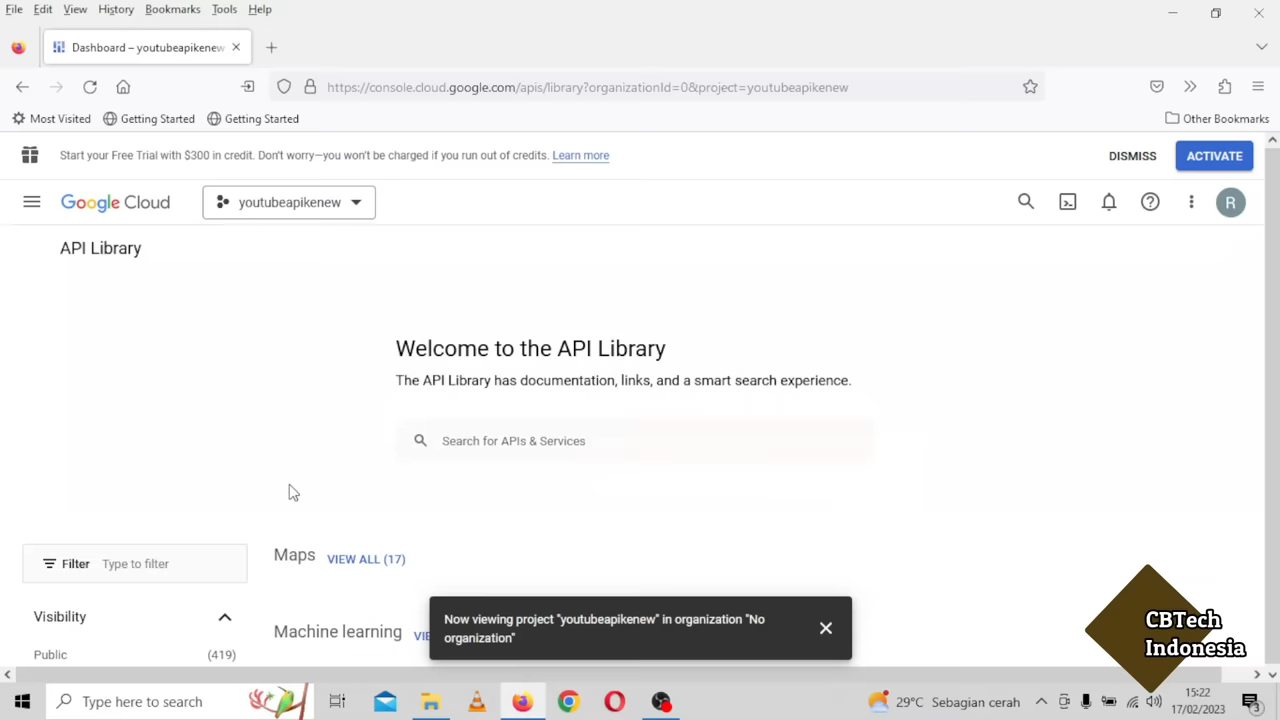 File Edit View History Bookmarks Tools Help
Dashboard – youtubeapikenew
https://console.cloud.google.com/apis/library?organizationId=0&project=youtubeapikenew
Most Visited Getting Started Getting Started Other Bookmarks
Start your Free Trial with $300 in credit. Don't worry—you won't be charged if you run out of credits. Learn more DISMISS ACTIVATE
Google Cloud youtubeapikenew R
API Library
Welcome to the API Library
The API Library has documentation, links, and a smart search experience.
Search for APIs & Services
Filter Type to filter
Maps VIEW ALL (17)
Visibility
Machine learning
Public (419)
Now viewing project "youtubeapikenew" in organization "No
organization"
CBTech
Indonesia
Type here to search
29°C Sebagian cerah
15:22
17/02/2023
3